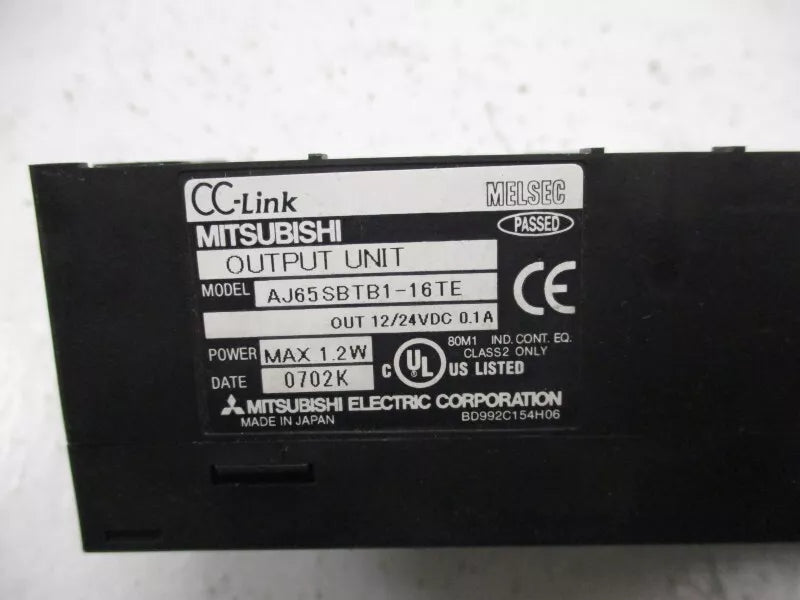 CC-Link MELSEC
MITSUBISHI PASSED
OUTPUT UNIT
MODEL AJ65SBTB1-16TE
CE
OUT 12/24VDC 0.1A
POWER MAX 1.2W
80M1 IND. CONT. EQ.
CLASS2 ONLY
C UL US LISTED
DATE 0702K
MITSUBISHI ELECTRIC CORPORATION
MADE IN JAPAN BD992C154H06